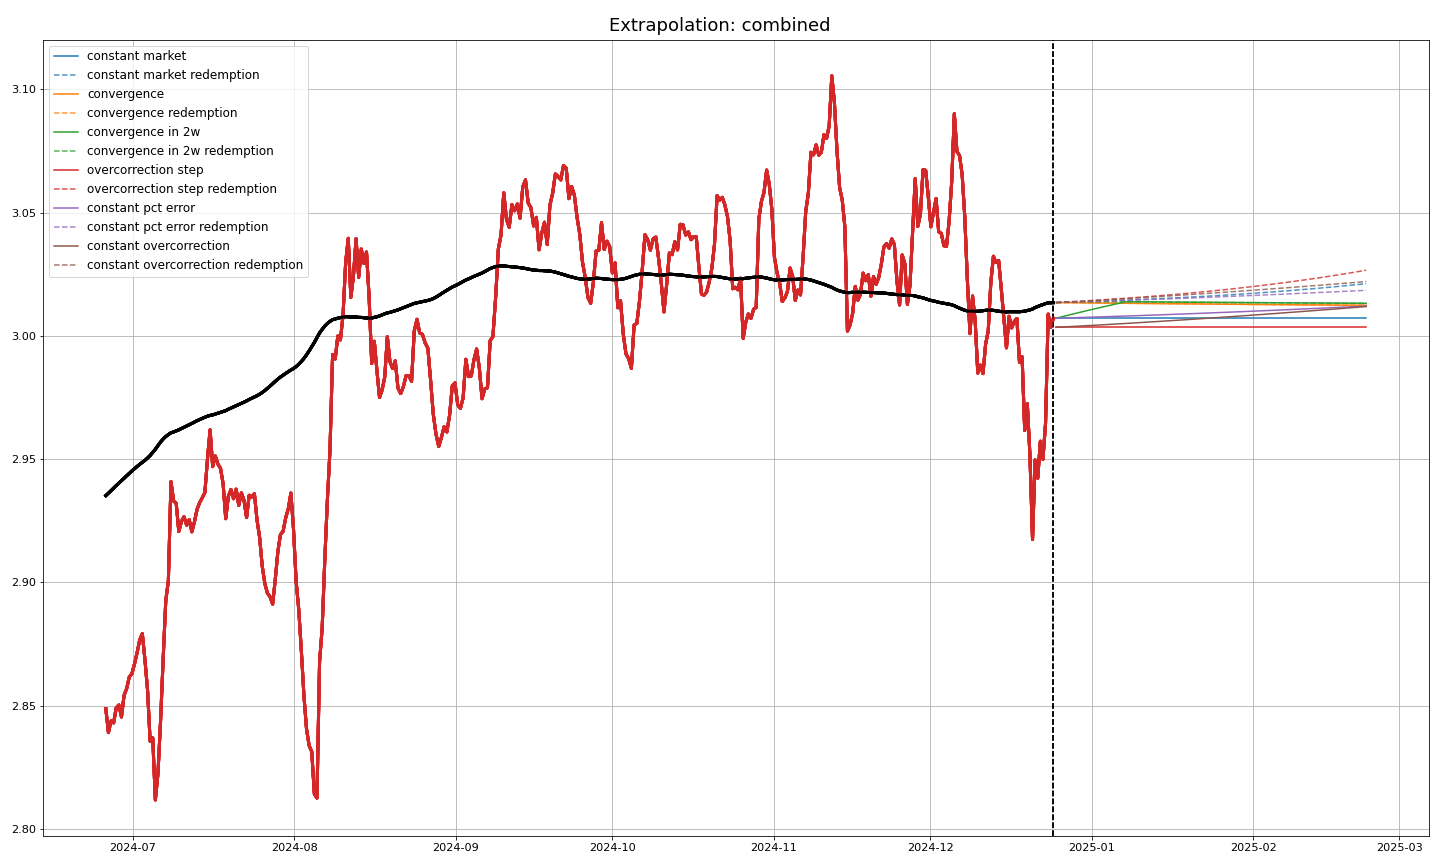 Extrapolation: combined
constant market
constant market redemption
convergence
convergence redemption
convergence in 2w
convergence in 2w redemption
overcorrection step
overcorrection step redemption
constant pct error
constant pct error redemption
constant overcorrection
constant overcorrection redemption
3.10
3.05
3.00
2.95
2.90
2.85
2.80
2024-07 2024-08 2024-09 2024-10 2024-11 2024-12 2025-01 2025-02 2025-03